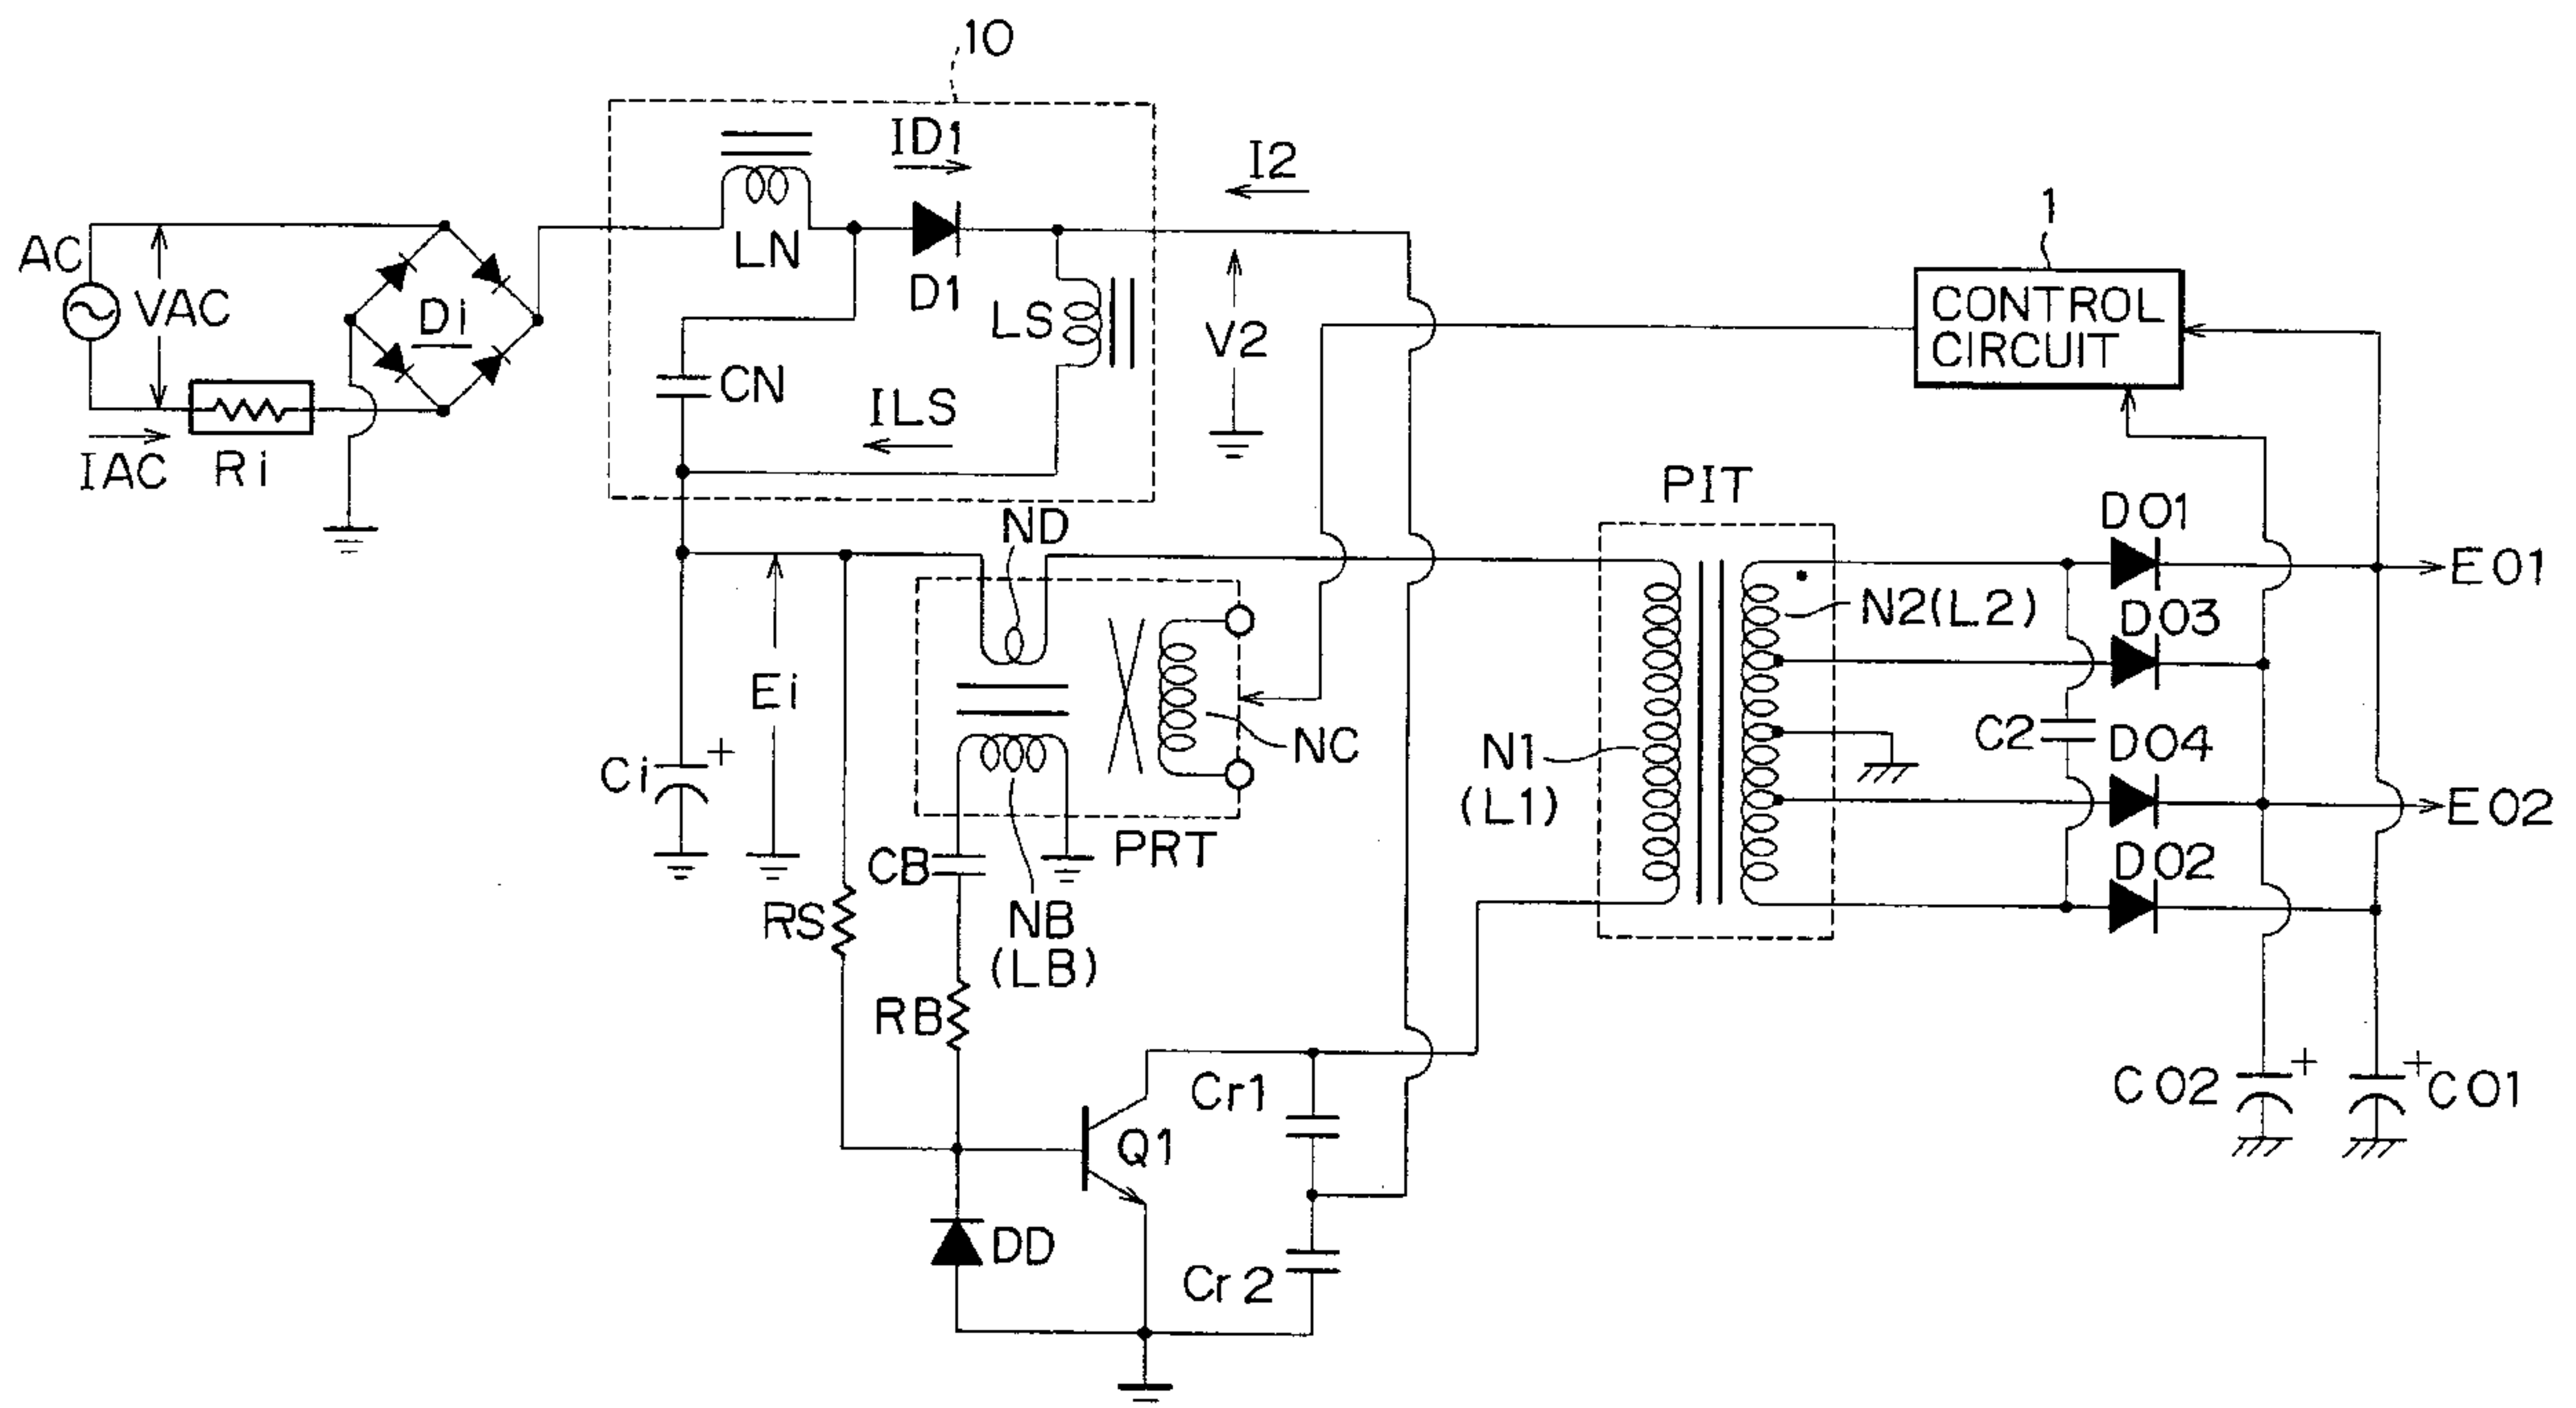 10
ID1
I2
1
AC
VAC
Di
LN
D1
LS
V2
CONTROL
CIRCUIT
CN
ILS
IAC
Ri
ND
PIT
DO1
EO1
N2(L2)
DO3
Ei
NC
N1
(L1)
C2
DO4
Ci
+
EO2
PRT
CB
DO2
RS
NB
(LB)
RB
Cr1
Q1
CO2
+
+
CO1
DD
Cr2